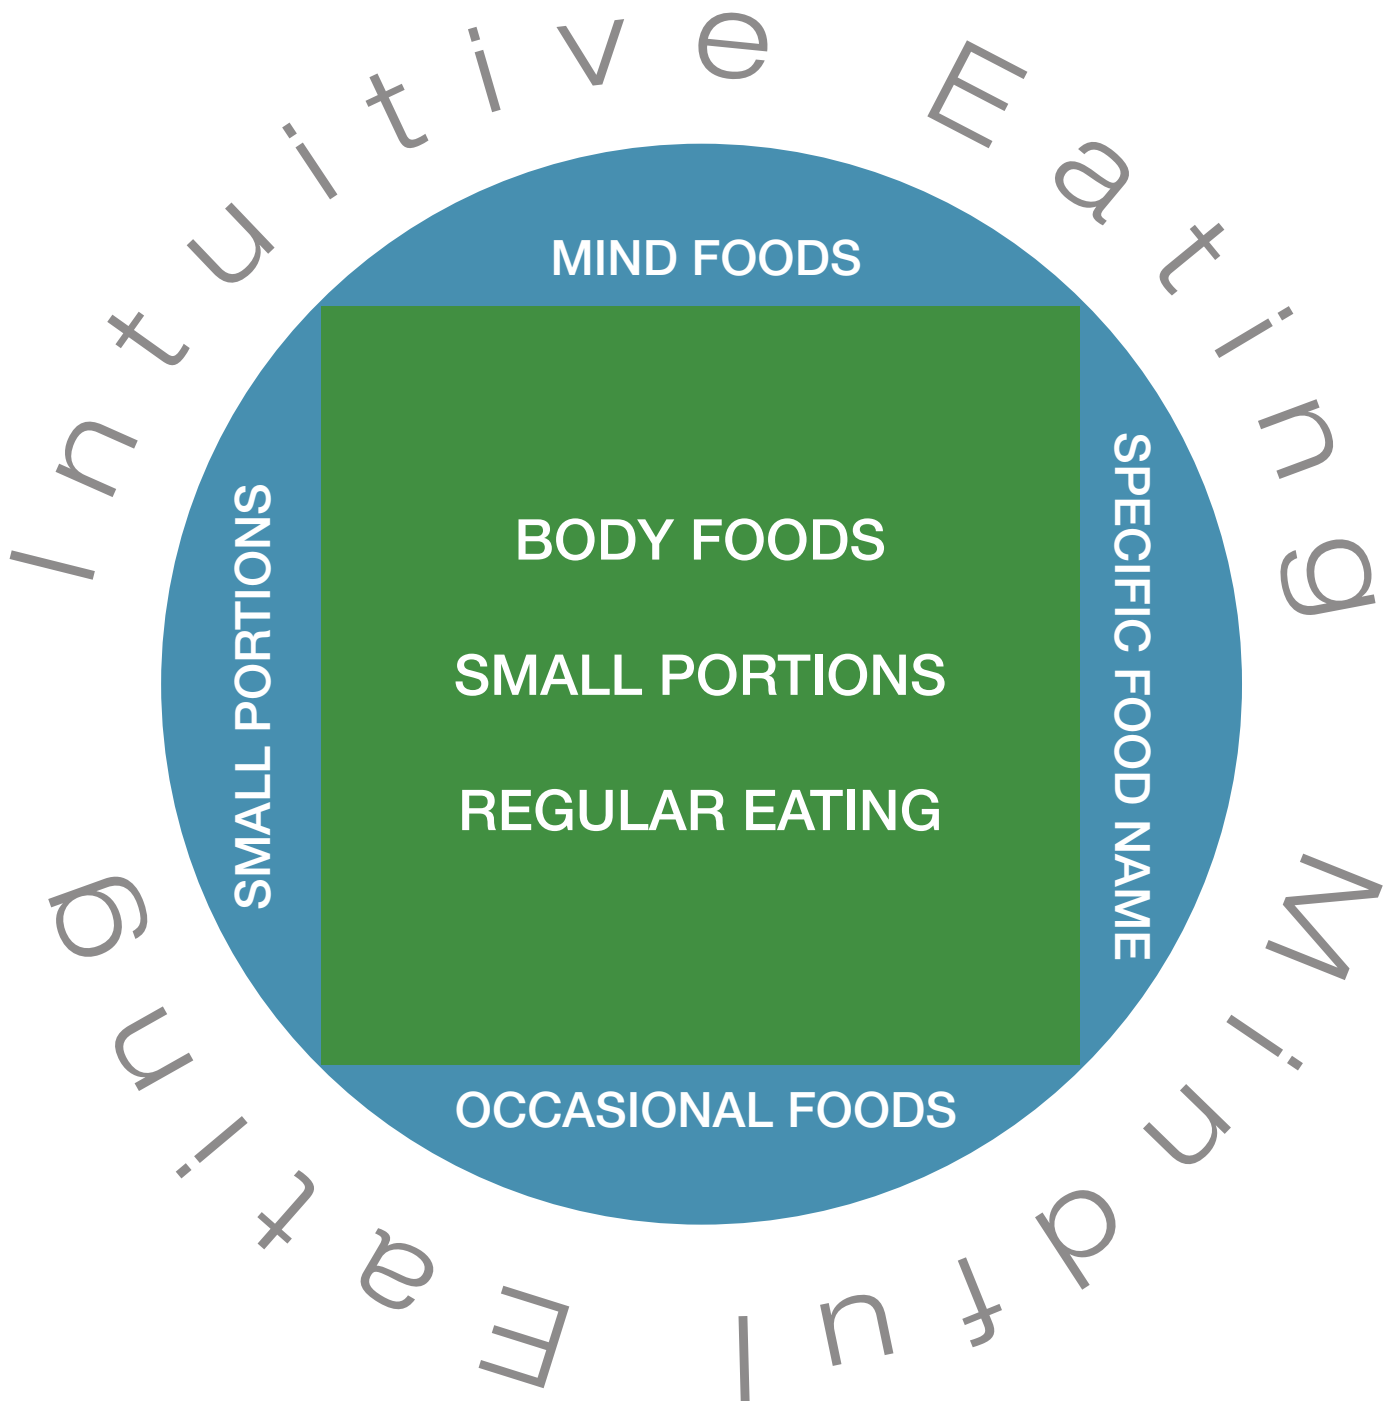 Intuitive Eating
MIND FOODS
SMALL PORTIONS
BODY FOODS
SMALL PORTIONS
REGULAR EATING
SPECIFIC FOOD NAME
OCCASIONAL FOODS
Mindful Eating